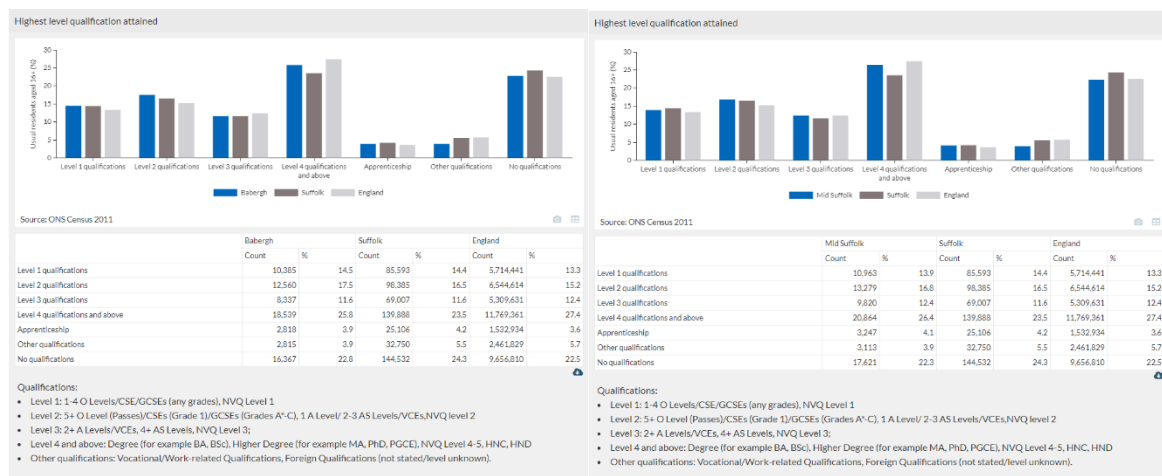 Highest level qualification attained
Usual residents aged 16+ (%)
30
25
20
15
10
5
0
Level 1 qualifications
Level 2 qualifications
Level 3 qualifications
Level 4 qualifications and above
Apprenticeship
Other qualifications
No qualifications
Babergh
Suffolk
England
Source: ONS Census 2011
Babergh Suffolk England
Count % Count % Count %
Level 1 qualifications 10,385 14.5 85,593 14.4 5,714,441 13.3
Level 2 qualifications 12,560 17.5 98,385 16.5 6,544,614 15.2
Level 3 qualifications 8,337 11.6 69,007 11.6 5,309,631 12.4
Level 4 qualifications and above 18,539 25.8 139,888 23.5 11,769,361 27.4
Apprenticeship 2,818 3.9 25,106 4.2 1,532,934 3.6
Other qualifications 2,815 3.9 32,750 5.5 2,461,829 5.7
No qualifications 16,367 22.8 144,532 24.3 9,656,810 22.5
Qualifications:
• Level 1: 1-4 O Levels/CSE/GCSEs (any grades), NVQ Level 1
• Level 2: 5+ O Level (Passes)/CSEs (Grade 1)/GCSEs (Grades A*-C), 1 A Level/ 2-3 AS Levels/VCEs,NVQ level 2
• Level 3: 2+ A Levels/VCEs, 4+ AS Levels, NVQ Level 3;
• Level 4 and above: Degree (for example BA, BSc), Higher Degree (for example MA, PhD, PGCE), NVQ Level 4-5, HNC, HND
• Other qualifications: Vocational/Work-related Qualifications, Foreign Qualifications (not stated/level unknown).
Highest level qualification attained
Usual residents aged 16+ (%)
30
25
20
15
10
5
0
Level 1 qualifications
Level 2 qualifications
Level 3 qualifications
Level 4 qualifications and above
Apprenticeship
Other qualifications
No qualifications
Mid Suffolk
Suffolk
England
Source: ONS Census 2011
Mid Suffolk Suffolk England
Count % Count % Count %
Level 1 qualifications 10,963 13.9 85,593 14.4 5,714,441 13.3
Level 2 qualifications 13,279 16.8 98,385 16.5 6,544,614 15.2
Level 3 qualifications 9,820 12.4 69,007 11.6 5,309,631 12.4
Level 4 qualifications and above 20,864 26.4 139,888 23.5 11,769,361 27.4
Apprenticeship 3,247 4.1 25,106 4.2 1,532,934 3.6
Other qualifications 3,113 3.9 32,750 5.5 2,461,829 5.7
No qualifications 17,621 22.3 144,532 24.3 9,656,810 22.5
Qualifications:
• Level 1: 1-4 O Levels/CSE/GCSEs (any grades), NVQ Level 1
• Level 2: 5+ O Level (Passes)/CSEs (Grade 1)/GCSEs (Grades A*-C), 1 A Level/ 2-3 AS Levels/VCEs,NVQ level 2
• Level 3: 2+ A Levels/VCEs, 4+ AS Levels, NVQ Level 3;
• Level 4 and above: Degree (for example BA, BSc), Higher Degree (for example MA, PhD, PGCE), NVQ Level 4-5, HNC, HND
• Other qualifications: Vocational/Work-related Qualifications, Foreign Qualifications (not stated/level unknown).